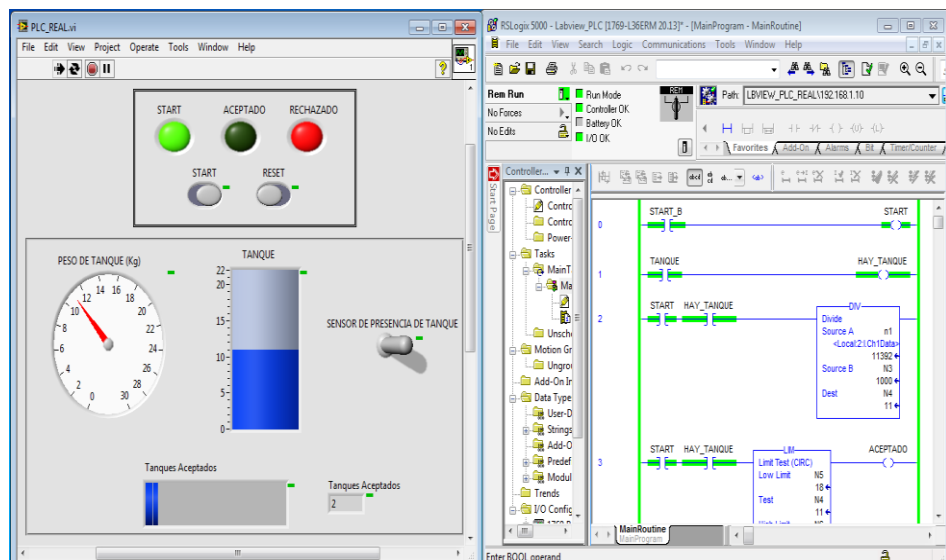 PLC_REAL.vi
File Edit View Project Operate Tools Window Help
START ACEPTADO RECHAZADO
START RESET
PESO DE TANQUE (Kg)
0 2 4 6 8 10 12 14 16 18 20 22 24 26 28 30
TANQUE
22
20
15
10
5
0
SENSOR DE PRESENCIA DE TANQUE
Tanques Aceptados
Tanques Aceptados
2
RSLogix 5000 - Labview_PLC [1769-L36ERM 20.13]* - [MainProgram - MainRoutine]
File Edit View Search Logic Communications Tools Window Help
Rem Run
No Forces
No Edits
Run Mode
Controller OK
Battery OK
I/O OK
REM
Path: LBVIEW_PLC_REAL\192.168.1.10
Favorites Add-On Alarms Bit Timer/Counter
Start Page
Controller...
Controller
Contro
Contro
Power-
Tasks
MainT
Ma
Unsche
Motion Gr
Ungro
Add-On In
Data Type
User-D
Strings
Add-O
Predef
Modul
Trends
I/O Config
0
START_B START
1
TANQUE HAY_TANQUE
2
START HAY_TANQUE
DIV
Divide
Source A n1
<Local:2:I.Ch1Data>
11392
Source B N3
1000
Dest N4
11
3
START HAY_TANQUE ACEPTADO
LIM
Limit Test (CIRC)
Low Limit N5
18
Test N4
11
MainRoutine
MainProgram
Enter BOOL operand